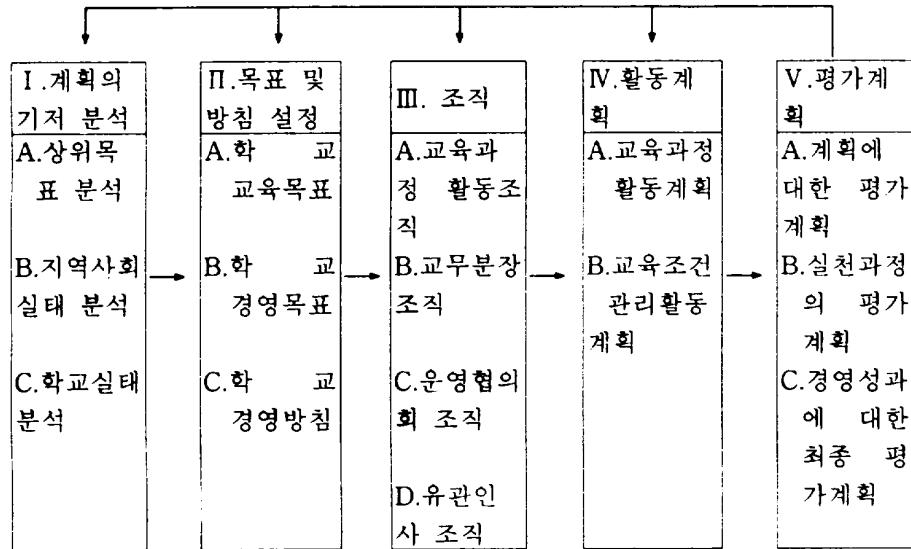 Ⅰ.계획의
기저 분석
A.상위목
표 분석
B.지역사회
실태 분석
C.학교실태
분석
Ⅱ.목표 및
방침 설정
A.학 교
교육목표
B.학 교
경영목표
C.학 교
경영방침
Ⅲ. 조직
A.교육과
정 활동조
직
B.교무분장
조직
C.운영협의
회 조직
D.유관인
사 조직
Ⅳ.활동계
획
A.교육과정
활동계획
B.교육조건
관리활동
계획
Ⅴ.평가계
획
A.계획에
대한 평가
계획
B.실천과정
의 평가
계획
C.경영성과
에 대한
최종 평
가계획